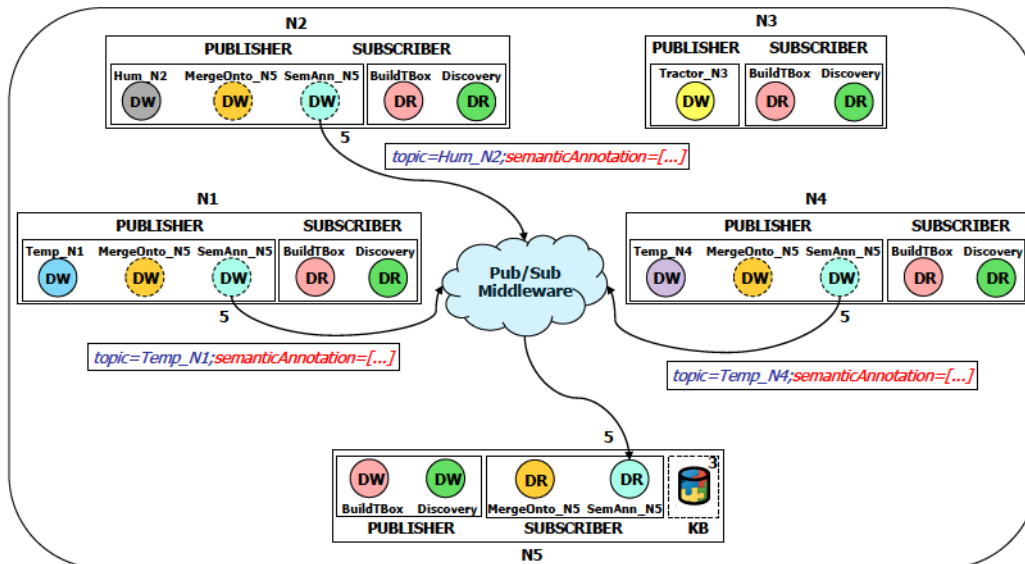 N2
PUBLISHER SUBSCRIBER
Hum_N2 MergeOnto_N5 SemAnn_N5 BuildTBox Discovery
DW DW DW DR DR
5
topic=Hum_N2;semanticAnnotation=[...]
N3
PUBLISHER SUBSCRIBER
Tractor_N3 BuildTBox Discovery
DW DR DR
N1
PUBLISHER SUBSCRIBER
Temp_N1 MergeOnto_N5 SemAnn_N5 BuildTBox Discovery
DW DW DW DR DR
5
topic=Temp_N1;semanticAnnotation=[...]
Pub/Sub
Middleware
N4
PUBLISHER SUBSCRIBER
Temp_N4 MergeOnto_N5 SemAnn_N5 BuildTBox Discovery
DW DW DW DR DR
5
topic=Temp_N4;semanticAnnotation=[...]
5
3
DW DW DR DR
BuildTBox Discovery MergeOnto_N5 SemAnn_N5
PUBLISHER SUBSCRIBER KB
N5